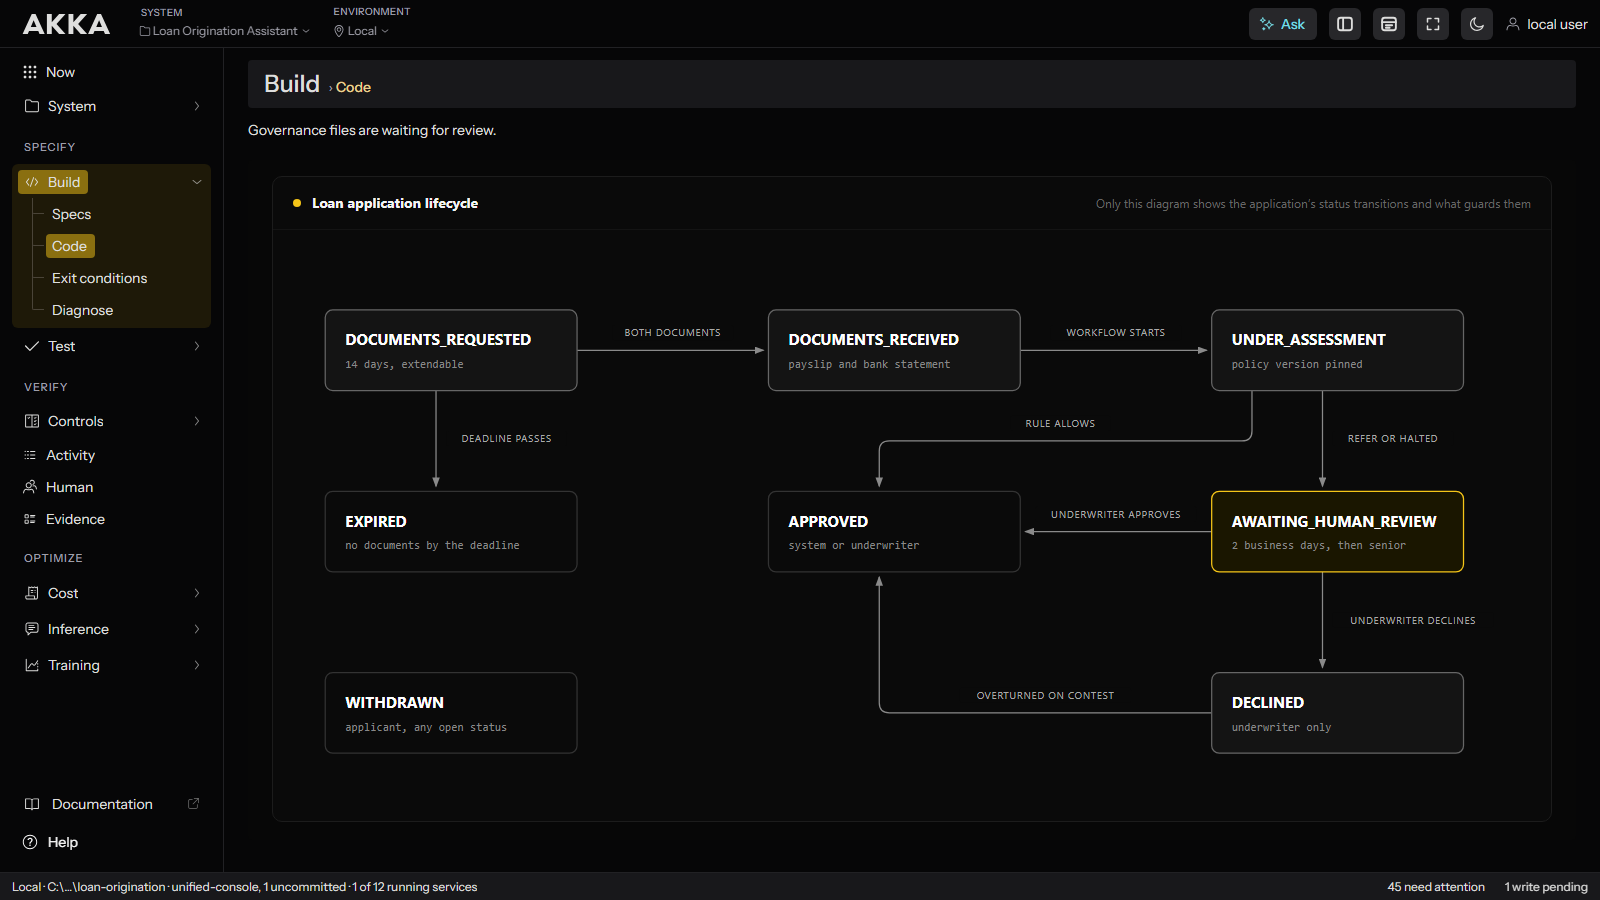 AKKA
SYSTEM
Loan Origination Assistant
ENVIRONMENT
Local
Ask
local user
Now
System
SPECIFY
Build
Specs
Code
Exit conditions
Diagnose
Test
VERIFY
Controls
Activity
Human
Evidence
OPTIMIZE
Cost
Inference
Training
Documentation
Help
Build › Code
Governance files are waiting for review.
Loan application lifecycle
Only this diagram shows the application's status transitions and what guards them
DOCUMENTS_REQUESTED
14 days, extendable
BOTH DOCUMENTS
DOCUMENTS_RECEIVED
payslip and bank statement
WORKFLOW STARTS
UNDER_ASSESSMENT
policy version pinned
DEADLINE PASSES
RULE ALLOWS
REFER OR HALTED
EXPIRED
no documents by the deadline
APPROVED
system or underwriter
UNDERWRITER APPROVES
AWAITING_HUMAN_REVIEW
2 business days, then senior
UNDERWRITER DECLINES
WITHDRAWN
applicant, any open status
OVERTURNED ON CONTEST
DECLINED
underwriter only
Local · C:\...\loan-origination · unified-console, 1 uncommitted · 1 of 12 running services
45 need attention
1 write pending